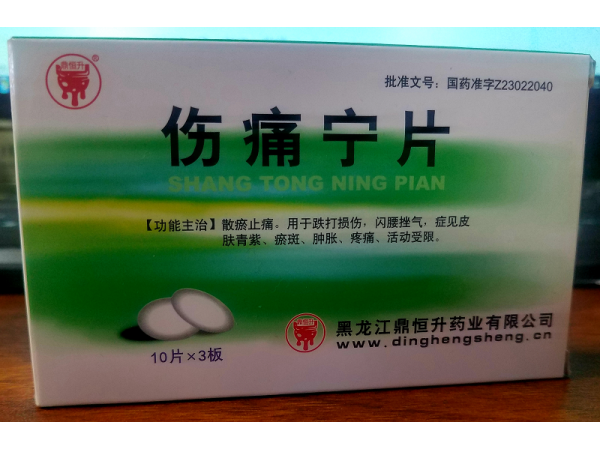 鼎恒升
®
批准文号：国药准字Z23022040
伤痛宁片
SHANG TONG NING PIAN
【功能主治】散瘀止痛。用于跌打损伤，闪腰挫气，症见皮
肤青紫、瘀斑、肿胀、疼痛、活动受限。
10片×3板
鼎恒升
黑龙江鼎恒升药业有限公司
www.dinghengsheng.cn